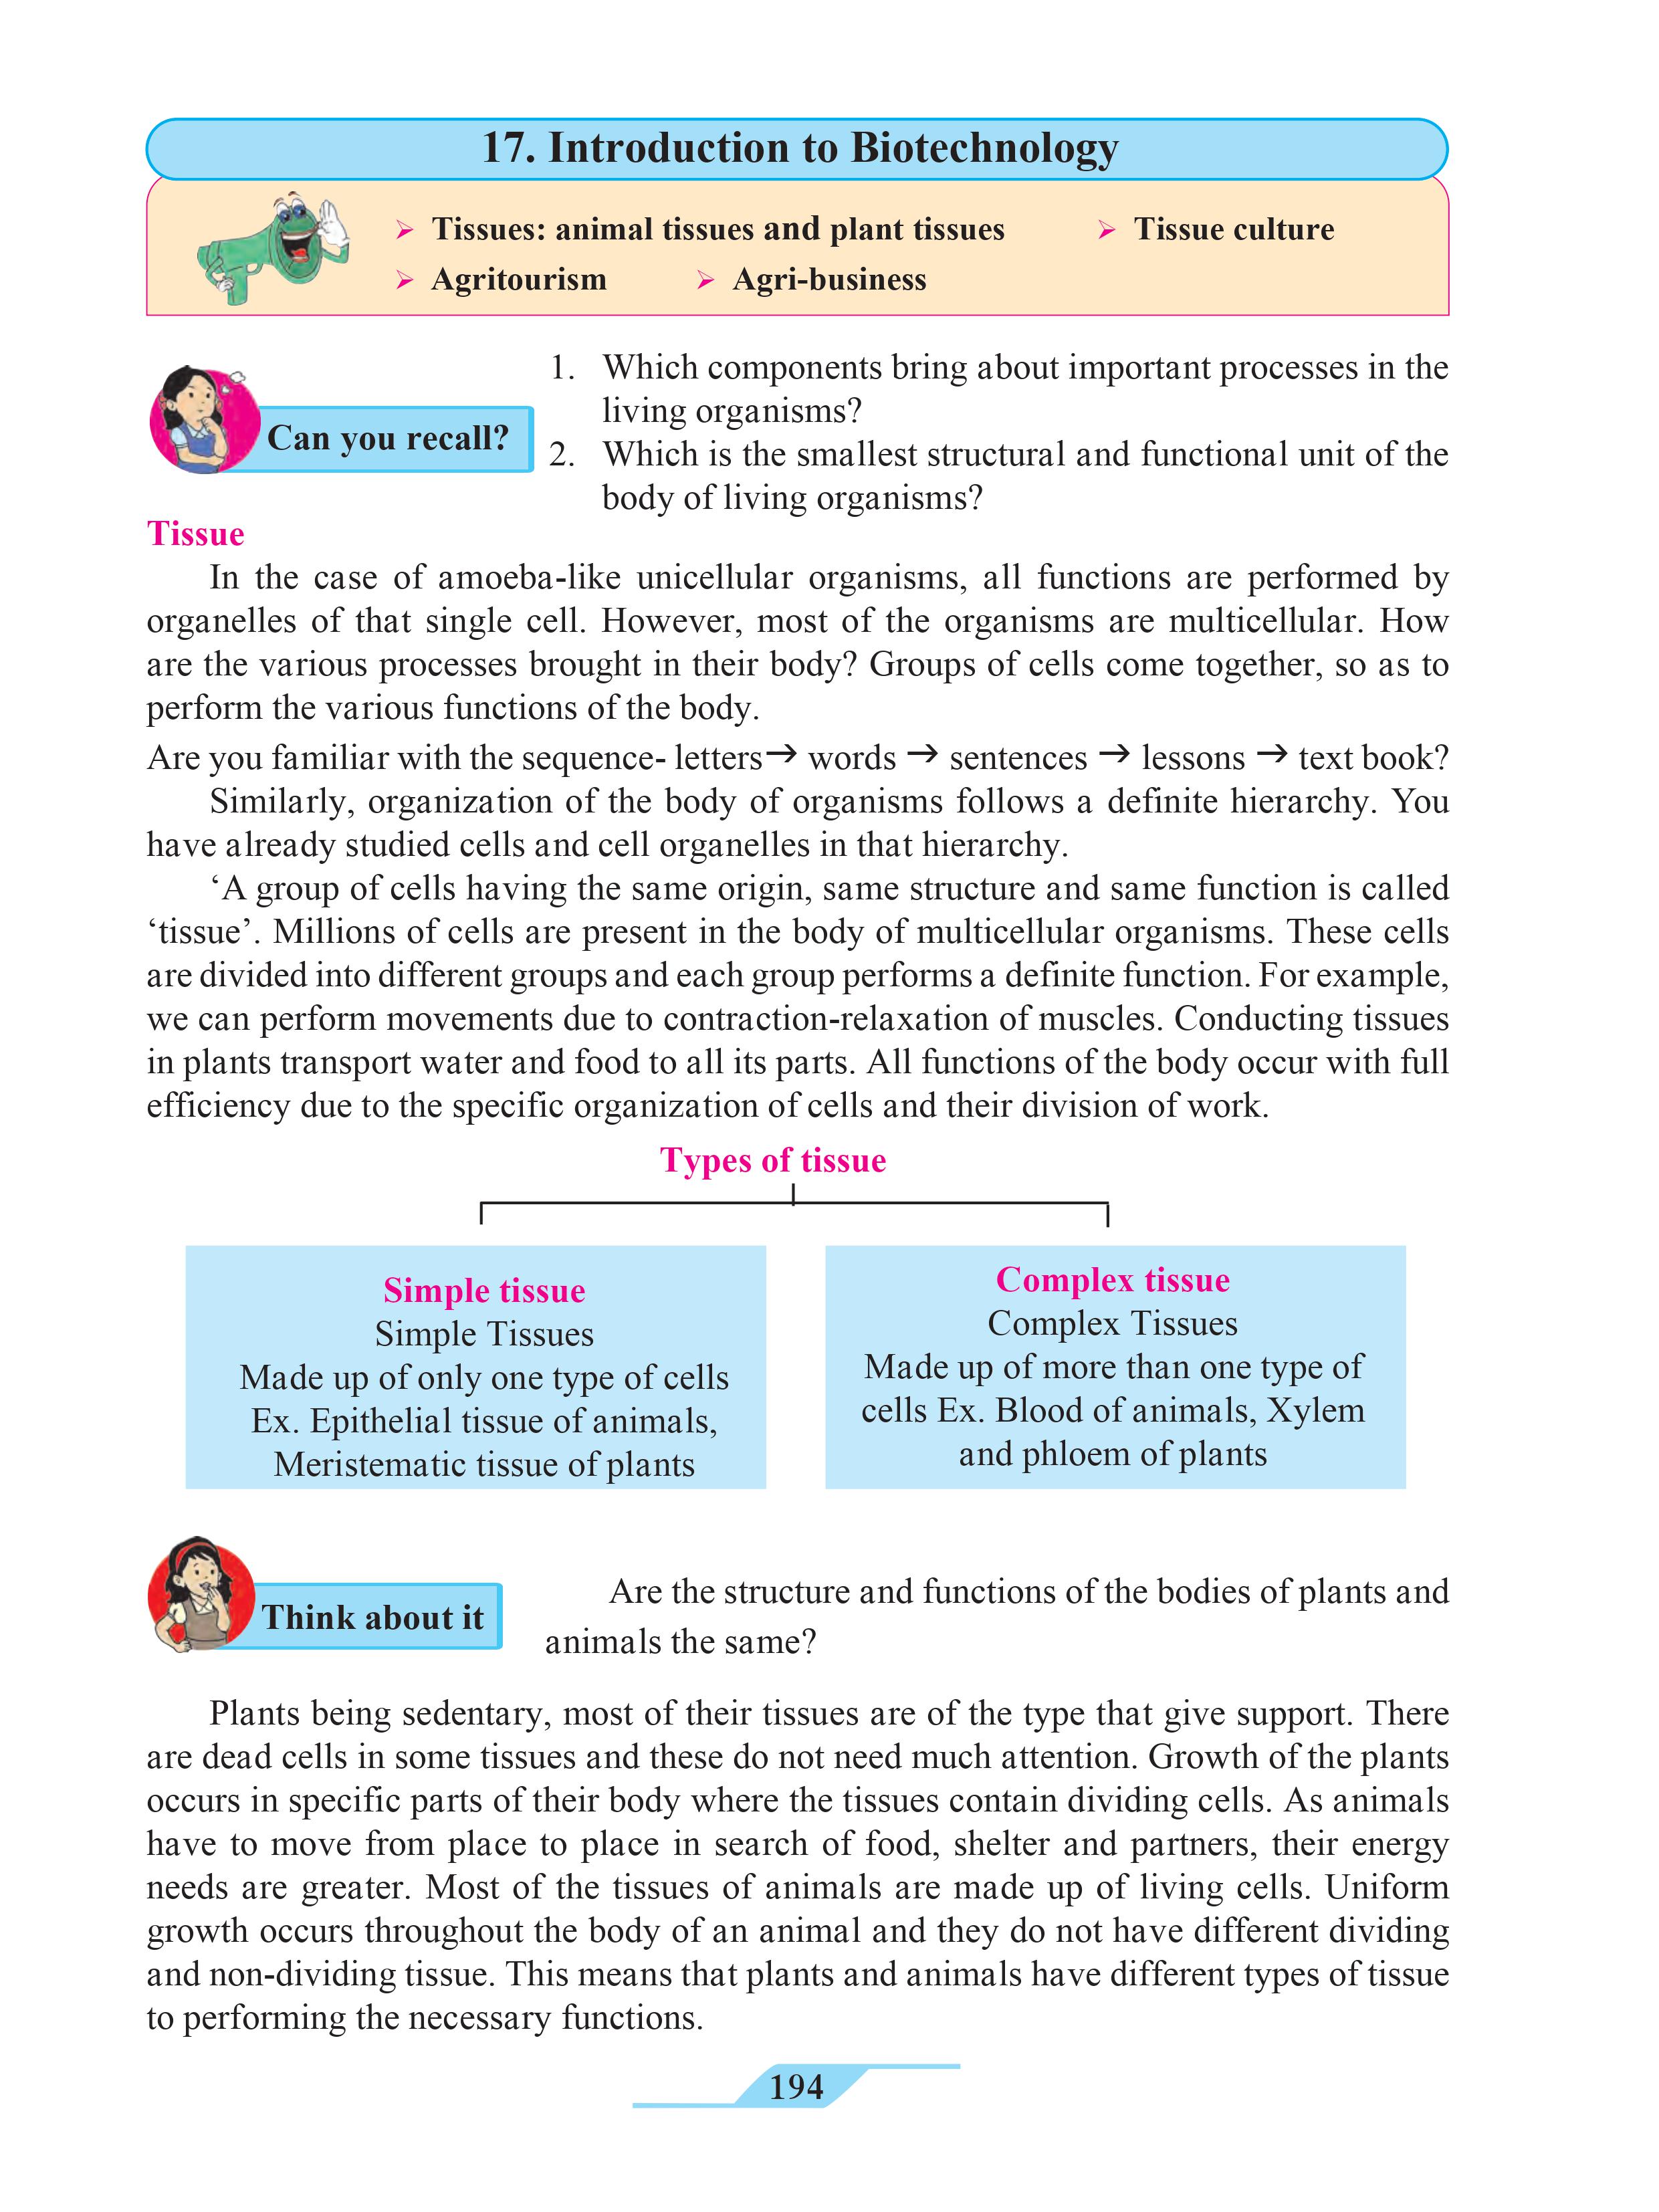 17. Introduction to Biotechnology
➢ Tissues: animal tissues and plant tissues ➢ Tissue culture
➢ Agritourism ➢ Agri-business
Can you recall?
1. Which components bring about important processes in the
living organisms?
2. Which is the smallest structural and functional unit of the
body of living organisms?
Tissue
In the case of amoeba-like unicellular organisms, all functions are performed by
organelles of that single cell. However, most of the organisms are multicellular. How
are the various processes brought in their body? Groups of cells come together, so as to
perform the various functions of the body.
Are you familiar with the sequence- letters→ words → sentences → lessons → text book?
Similarly, organization of the body of organisms follows a definite hierarchy. You
have already studied cells and cell organelles in that hierarchy.
‘A group of cells having the same origin, same structure and same function is called
‘tissue’. Millions of cells are present in the body of multicellular organisms. These cells
are divided into different groups and each group performs a definite function. For example,
we can perform movements due to contraction-relaxation of muscles. Conducting tissues
in plants transport water and food to all its parts. All functions of the body occur with full
efficiency due to the specific organization of cells and their division of work.
Types of tissue
Simple tissue
Simple Tissues
Made up of only one type of cells
Ex. Epithelial tissue of animals,
Meristematic tissue of plants
Complex tissue
Complex Tissues
Made up of more than one type of
cells Ex. Blood of animals, Xylem
and phloem of plants
Think about it
Are the structure and functions of the bodies of plants and
animals the same?
Plants being sedentary, most of their tissues are of the type that give support. There
are dead cells in some tissues and these do not need much attention. Growth of the plants
occurs in specific parts of their body where the tissues contain dividing cells. As animals
have to move from place to place in search of food, shelter and partners, their energy
needs are greater. Most of the tissues of animals are made up of living cells. Uniform
growth occurs throughout the body of an animal and they do not have different dividing
and non-dividing tissue. This means that plants and animals have different types of tissue
to performing the necessary functions.
194